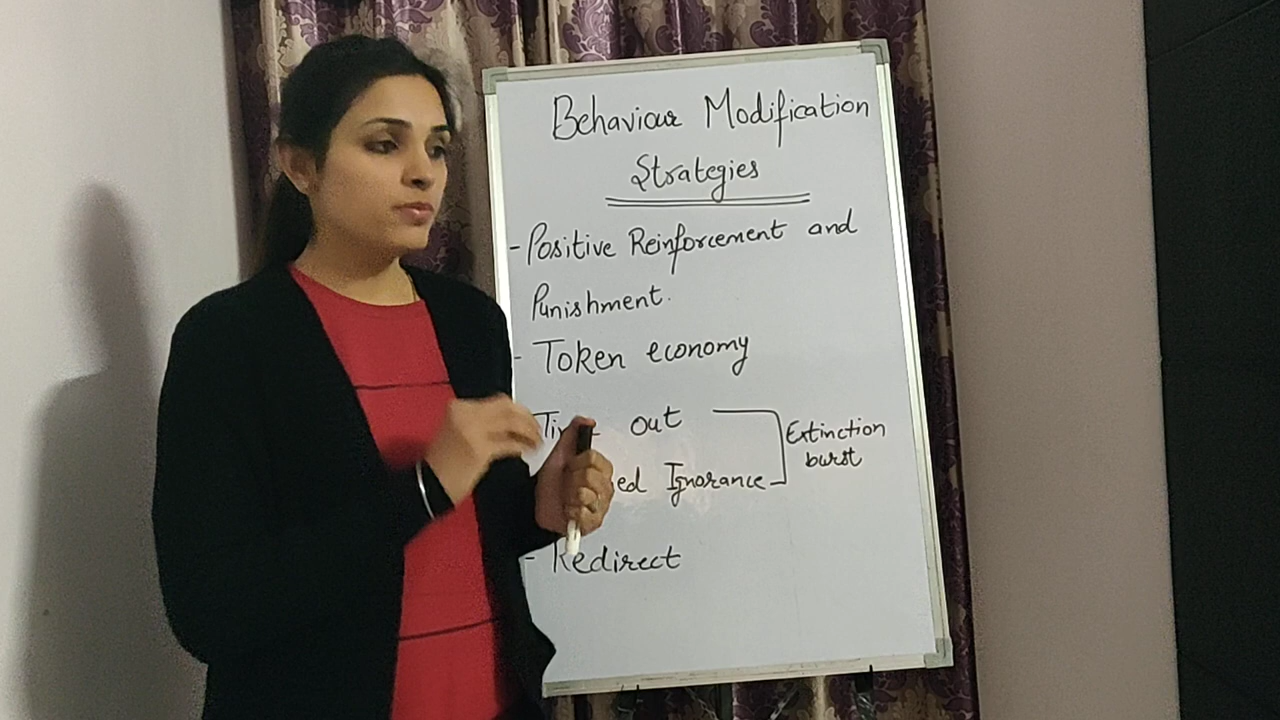 Behaviour Modification
Strategies
- Positive Reinforcement and
Punishment.
- Token economy
out
Ignorance
Extinction
burst
- Redirect